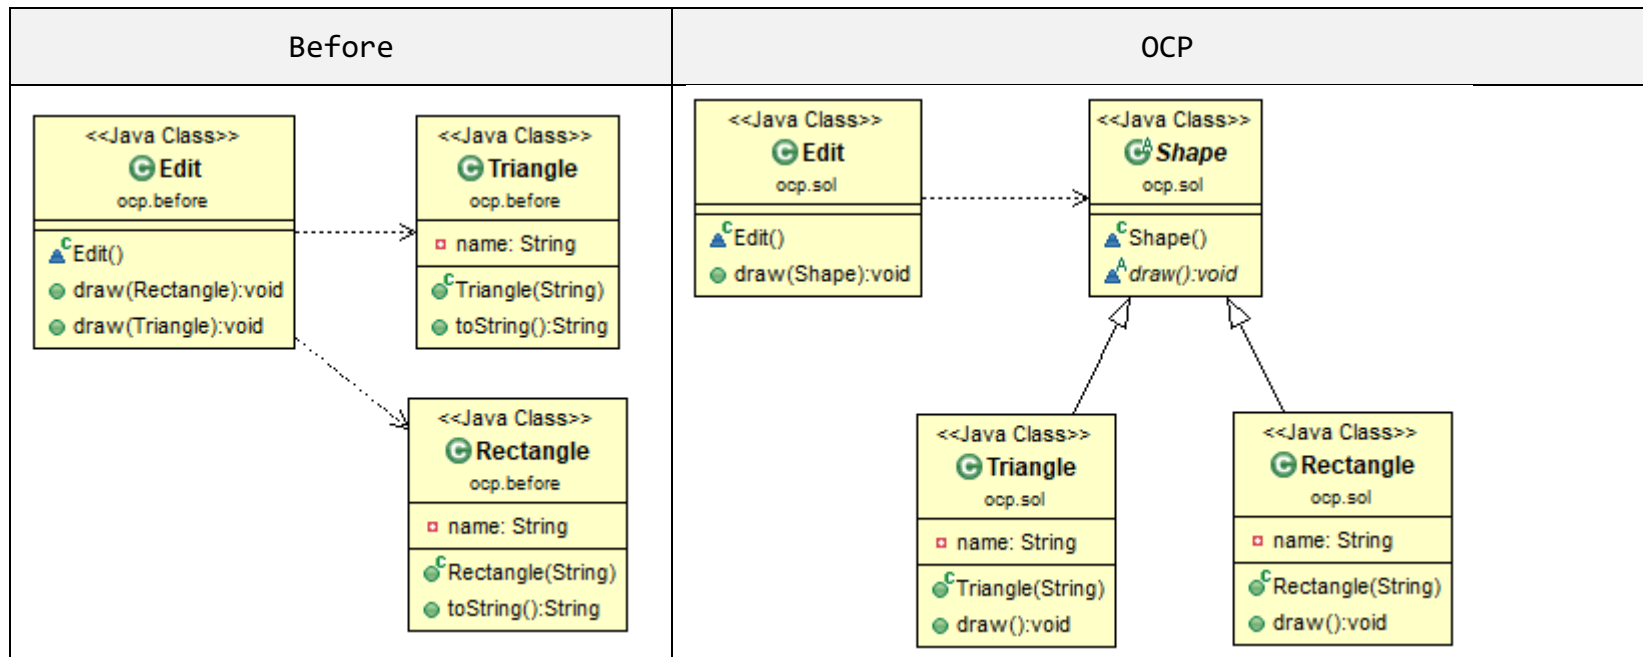 Before
OCP
<<Java Class>>
Edit
ocp.before
Edit()
draw(Rectangle):void
draw(Triangle):void
<<Java Class>>
Triangle
ocp.before
name: String
Triangle(String)
toString():String
<<Java Class>>
Rectangle
ocp.before
name: String
Rectangle(String)
toString():String
<<Java Class>>
Edit
ocp.sol
Edit()
draw(Shape):void
<<Java Class>>
Shape
ocp.sol
Shape()
draw():void
<<Java Class>>
Triangle
ocp.sol
name: String
Triangle(String)
draw():void
<<Java Class>>
Rectangle
ocp.sol
name: String
Rectangle(String)
draw():void